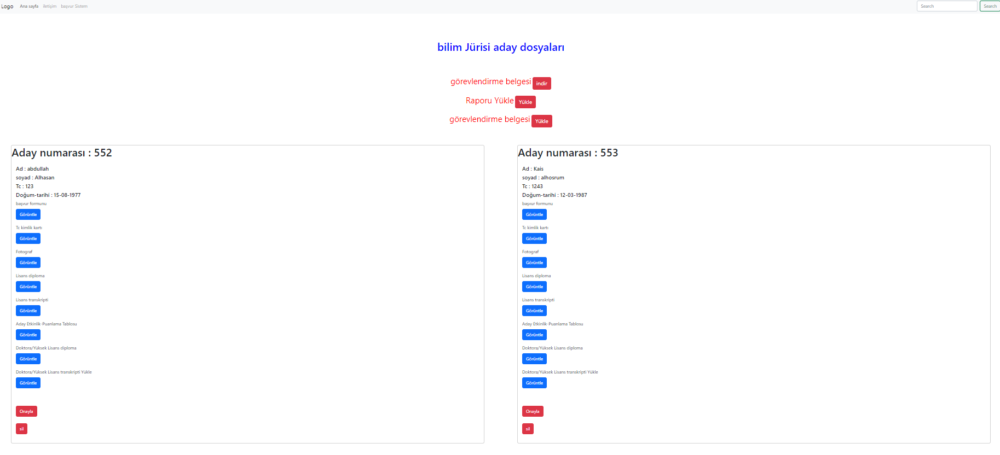 Logo Ana sayfa iletişim başvur Sistem Search Search
bilim Jürisi aday dosyaları
görevlendirme belgesi indir
Raporu Yükle Yükle
görevlendirme belgesi Yükle
Aday numarası : 552
Ad : abdullah
soyad : Alhasan
Tc : 123
Doğum-tarihi : 15-08-1977
başvur formunu
Görüntle
Tc kimlik kartı
Görüntle
Fotograf
Görüntle
Lisans diploma
Görüntle
Lisans transkripti
Görüntle
Aday Etkinlik-Puanlama Tablosu
Görüntle
Doktora/Yüksek Lisans diploma
Görüntle
Doktora/Yüksek Lisans transkripti Yükle
Görüntle
Onayla
sil
Aday numarası : 553
Ad : Kais
soyad : alhosrum
Tc : 1243
Doğum-tarihi : 12-03-1987
başvur formunu
Görüntle
Tc kimlik kartı
Görüntle
Fotograf
Görüntle
Lisans diploma
Görüntle
Lisans transkripti
Görüntle
Aday Etkinlik-Puanlama Tablosu
Görüntle
Doktora/Yüksek Lisans diploma
Görüntle
Doktora/Yüksek Lisans transkripti Yükle
Görüntle
Onayla
sil